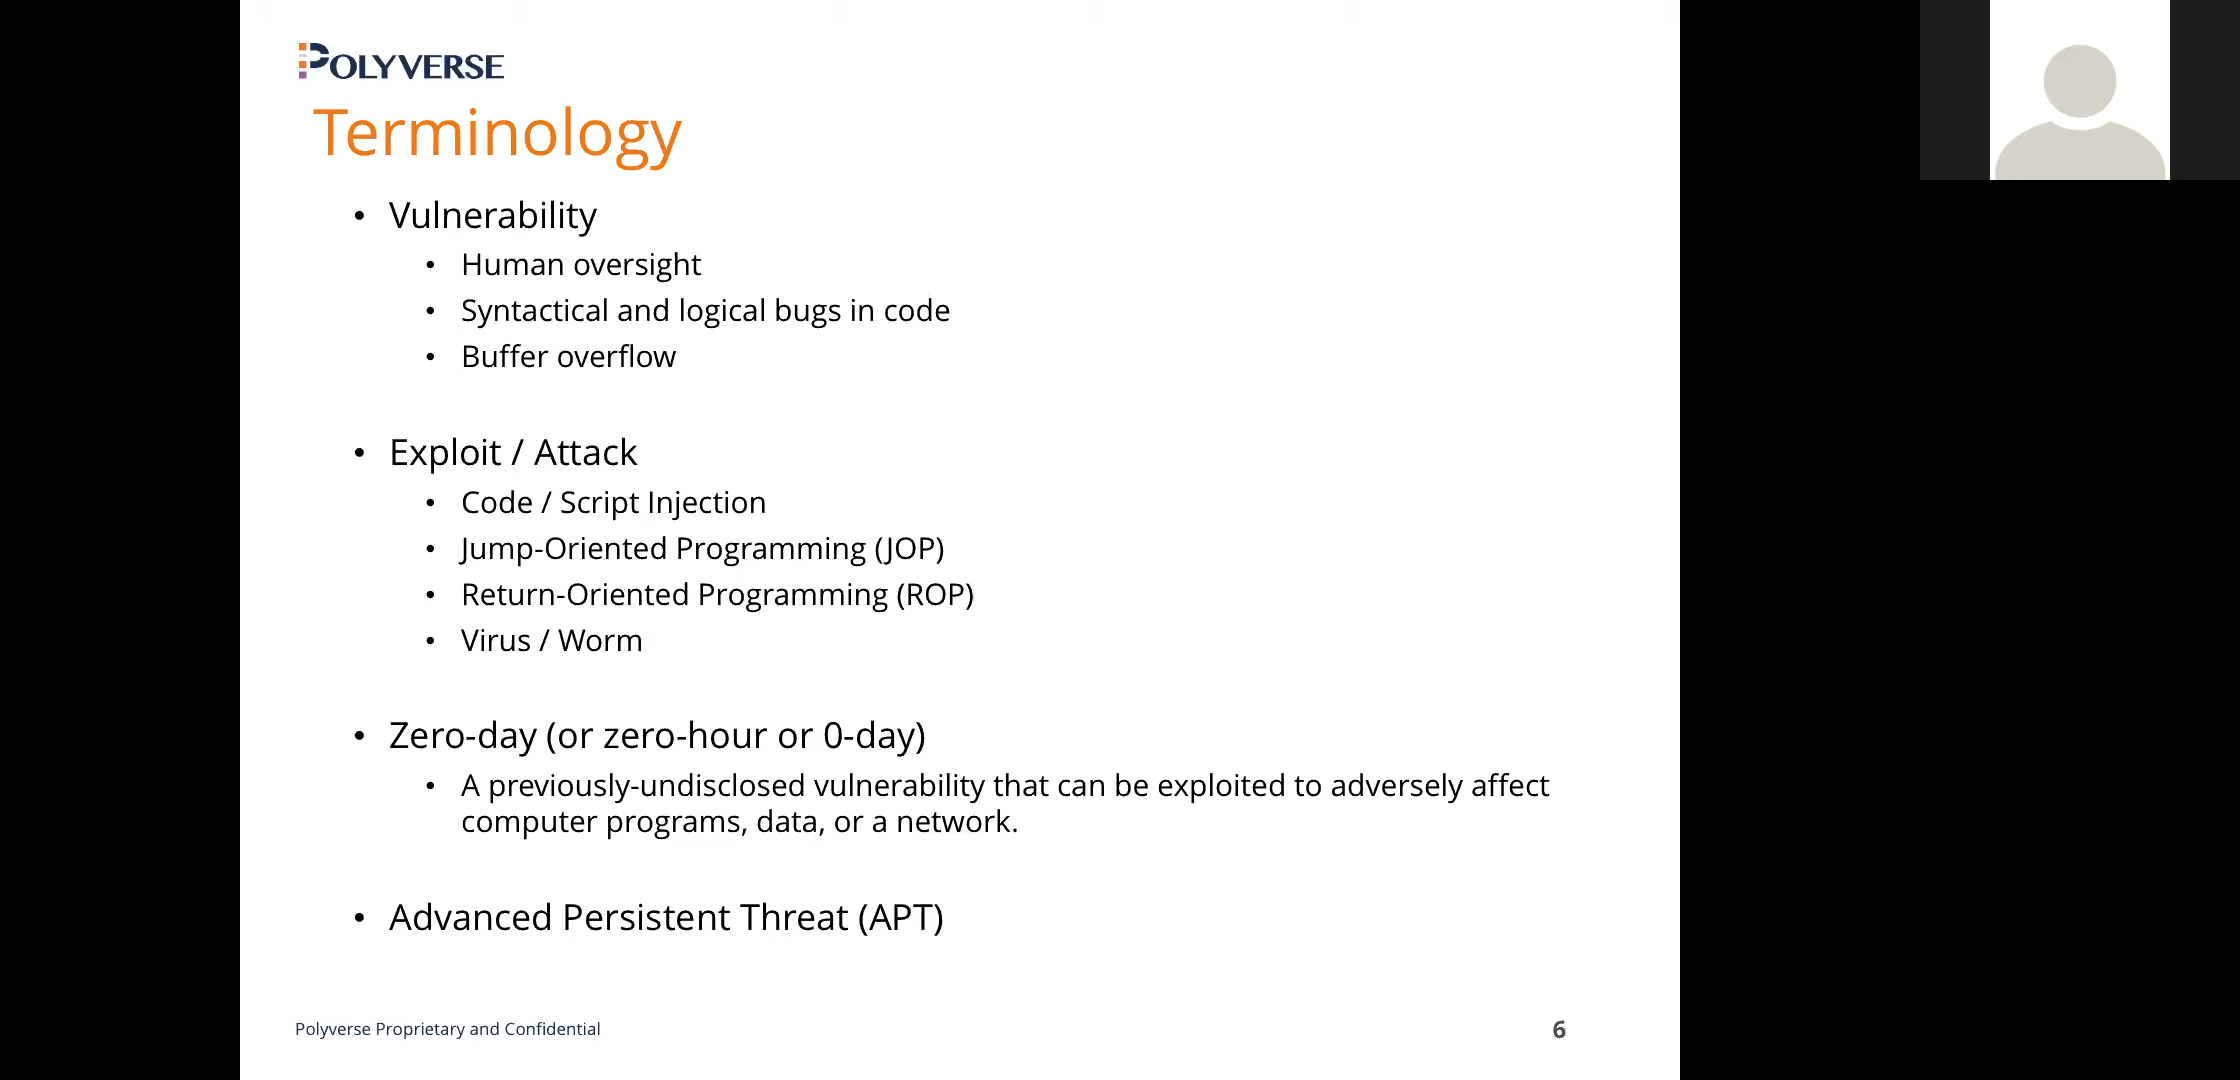 POLYVERSE
Terminology
• Vulnerability
• Human oversight
• Syntactical and logical bugs in code
• Buffer overflow
• Exploit / Attack
• Code / Script Injection
• Jump-Oriented Programming (JOP)
• Return-Oriented Programming (ROP)
• Virus / Worm
• Zero-day (or zero-hour or 0-day)
• A previously-undisclosed vulnerability that can be exploited to adversely affect
computer programs, data, or a network.
• Advanced Persistent Threat (APT)
Polyverse Proprietary and Confidential
6